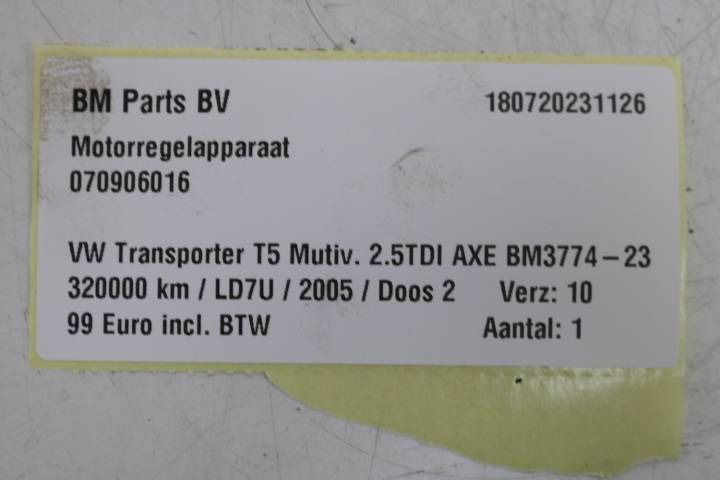 BM Parts BV 180720231126
Motorregelapparaat
070906016
VW Transporter T5 Mutiv. 2.5TDI AXE BM3774-23
320000 km / LD7U / 2005 / Doos 2 Verz: 10
99 Euro incl. BTW Aantal: 1